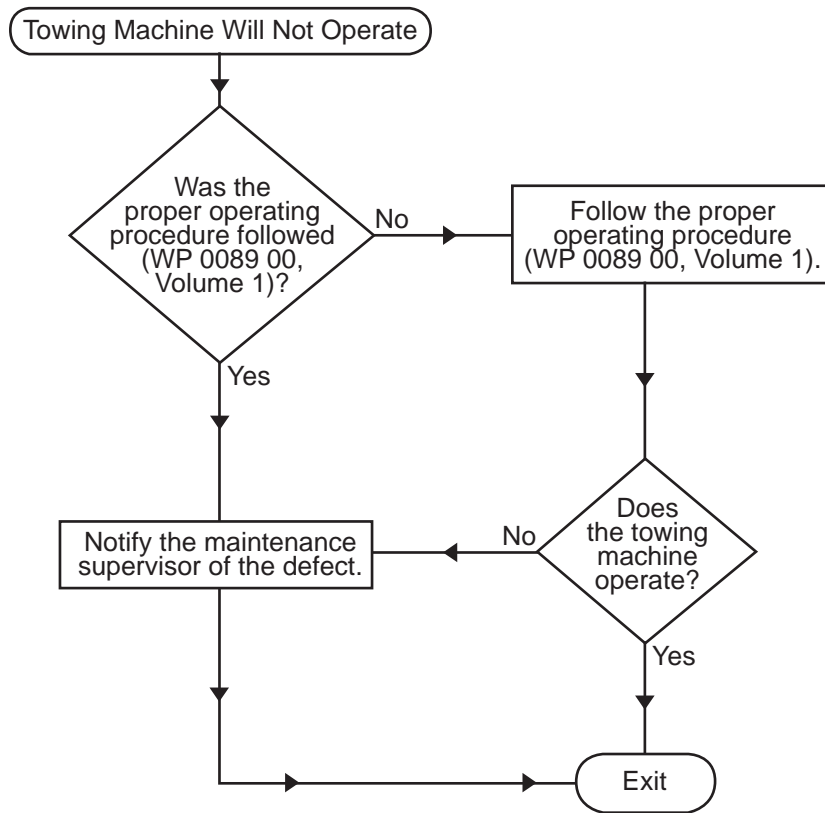 Towing Machine Will Not Operate
Was the
proper operating
procedure followed
(WP 0089 00,
Volume 1)?
No
Follow the proper
operating procedure
(WP 0089 00, Volume 1).
Yes
Notify the maintenance
supervisor of the defect.
No
Does
the towing
machine
operate?
Yes
Exit